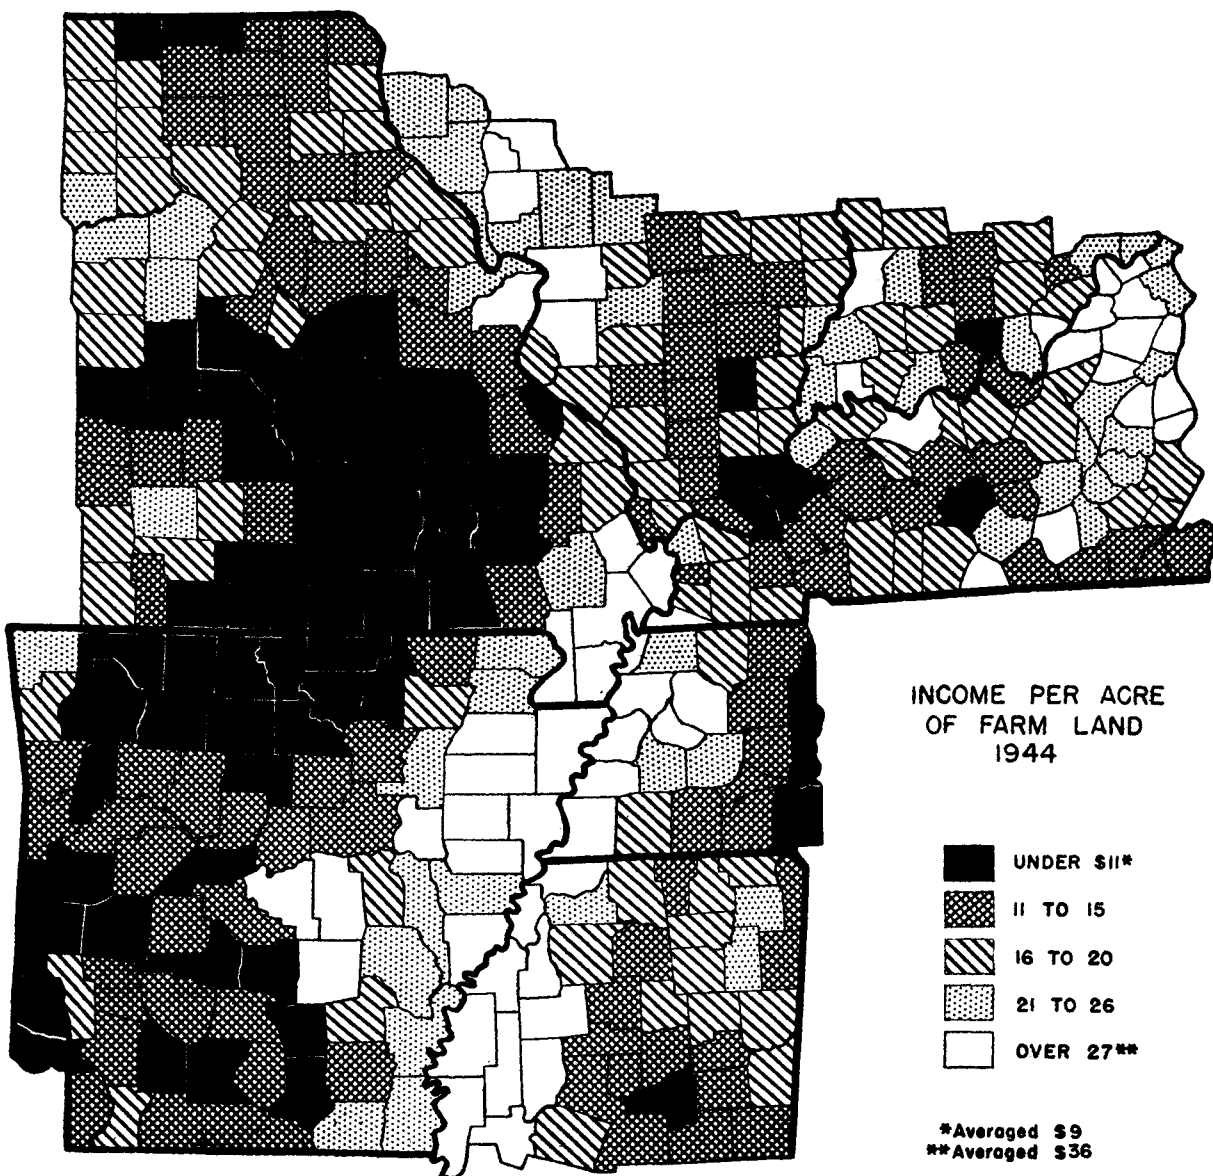 INCOME PER ACRE
OF FARM LAND
1944
UNDER $11*
11 TO 15
16 TO 20
21 TO 26
OVER 27**
*Averaged $9
**Averaged $36